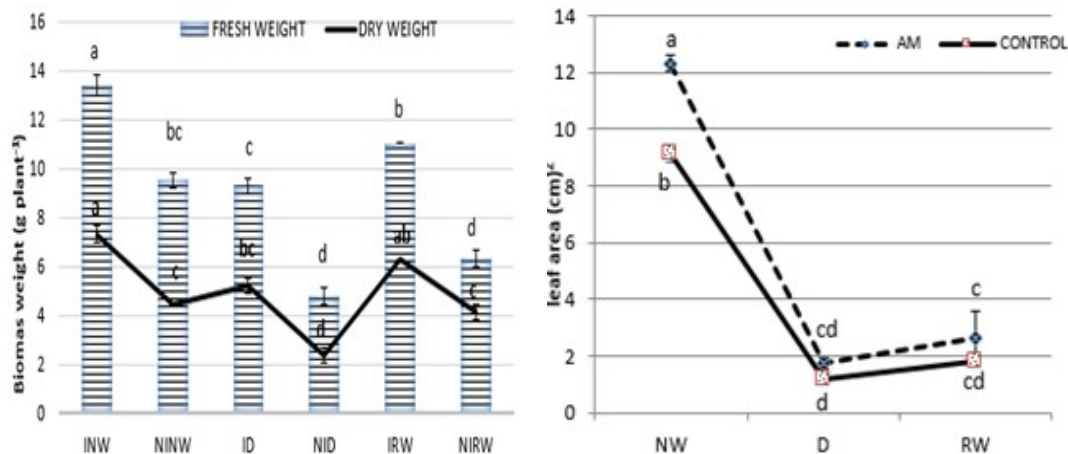 16
14
12
10
8
6
4
2
0
Biomas weight (g plant⁻¹)
FRESH WEIGHT DRY WEIGHT
a
bc
c
d
b
d
a
c
bc
d
ab
c
INW NINW ID NID IRW NIRW
14
12
10
8
6
4
2
0
leaf area (cm)²
AM CONTROL
a
b
cd
d
c
cd
NW D RW